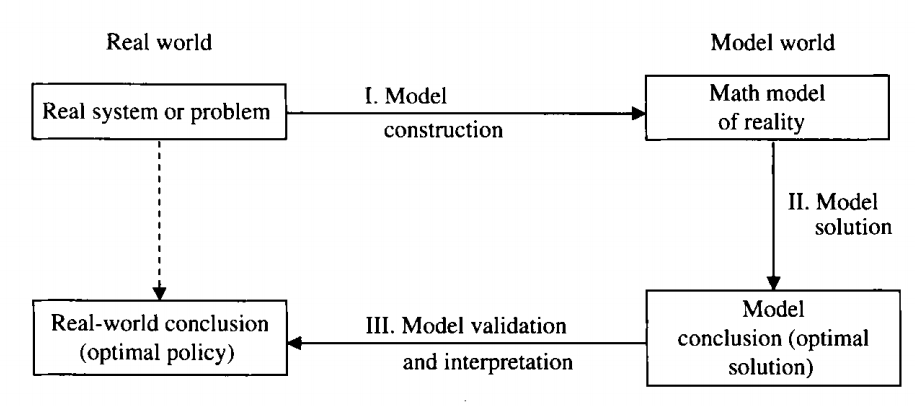 Real world
Model world
Real system or problem
I. Model
construction
Math model
of reality
II. Model
solution
Real-world conclusion
(optimal policy)
III. Model validation
and interpretation
Model
conclusion (optimal
solution)